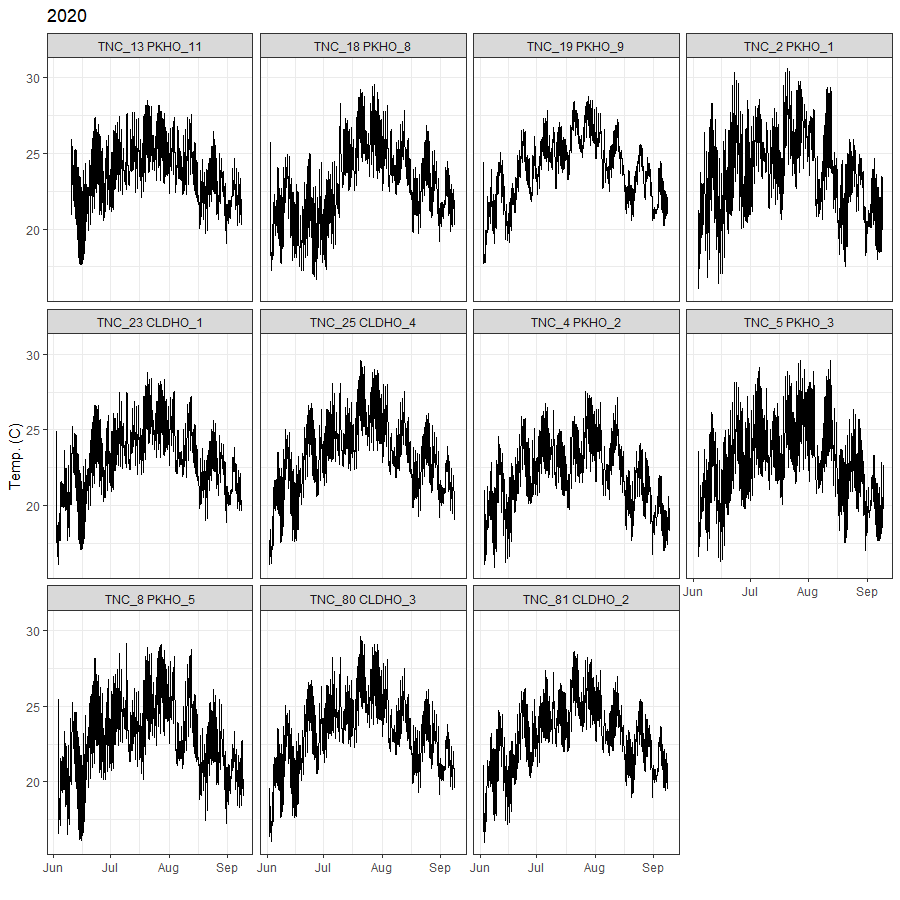 2020
TNC_13 PKHO_11 TNC_18 PKHO_8 TNC_19 PKHO_9 TNC_2 PKHO_1
30
25
20
TNC_23 CLDHO_1 TNC_25 CLDHO_4 TNC_4 PKHO_2 TNC_5 PKHO_3
30
25
20
Temp. (C)
Jun Jul Aug Sep
TNC_8 PKHO_5 TNC_80 CLDHO_3 TNC_81 CLDHO_2
30
25
20
Jun Jul Aug Sep Jun Jul Aug Sep Jun Jul Aug Sep